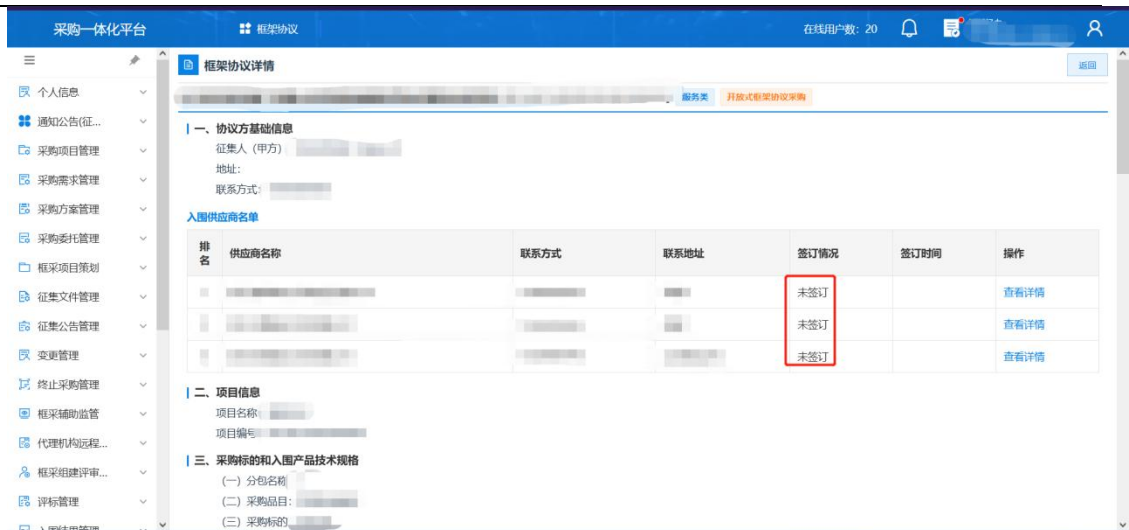 采购一体化平台
框架协议
在线用户数：20
个人信息
通知公告(征...
采购项目管理
采购需求管理
采购方案管理
采购委托管理
框采项目策划
征集文件管理
征集公告管理
变更管理
终止采购管理
框采辅助监管
代理机构远程...
框采组建评审...
评标管理
入围结果管理
框架协议详情
返回
服务类 开放式框架协议采购
一、协议方基础信息
征集人（甲方）
地址：
联系方式：
入围供应商名单
排名 供应商名称 联系方式 联系地址 签订情况 签订时间 操作
未签订 查看详情
未签订 查看详情
未签订 查看详情
二、项目信息
项目名称
项目编号
三、采购标的和入围产品技术规格
(一) 分包名称
(二) 采购品目：
(三) 采购标的